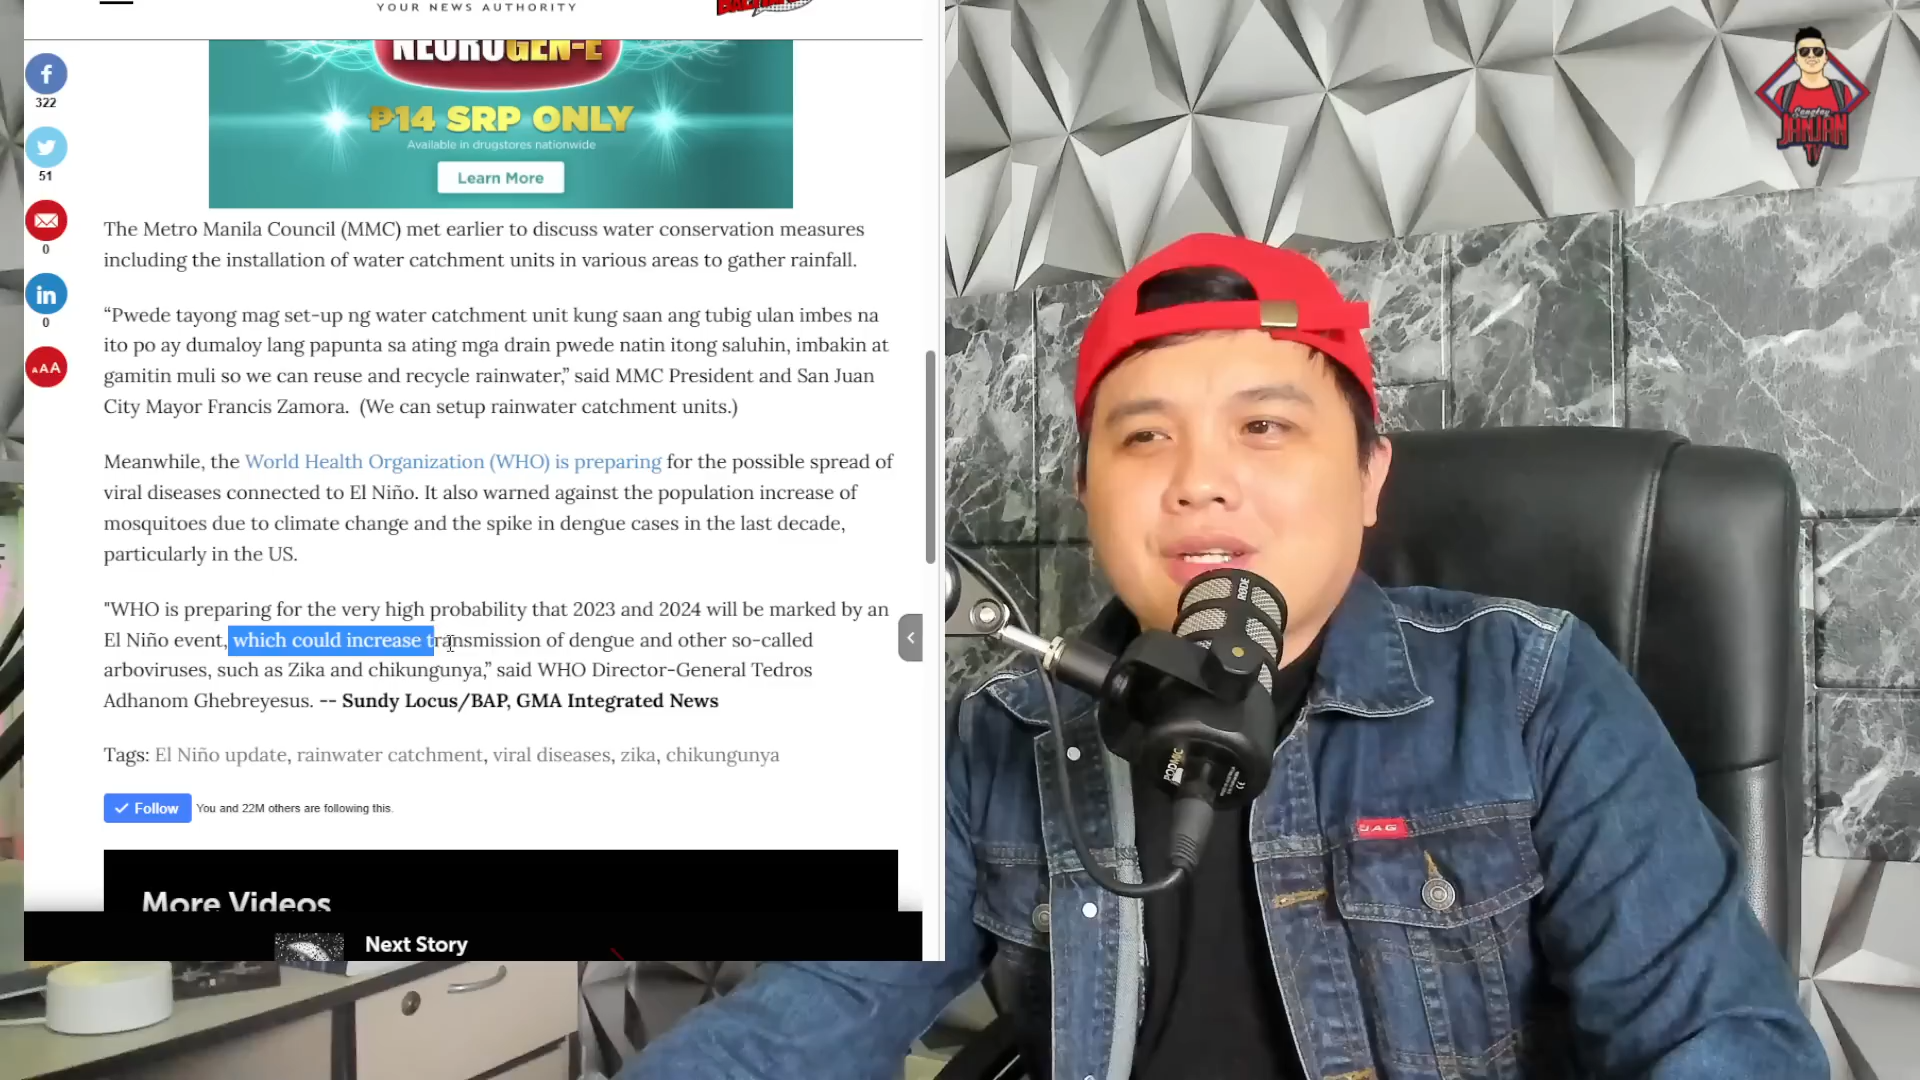 YOUR NEWS AUTHORITY
NEUROGEN-E
₱14 SRP ONLY
Available in drugstores nationwide
Learn More
322
51
0
0
AAA
The Metro Manila Council (MMC) met earlier to discuss water conservation measures
including the installation of water catchment units in various areas to gather rainfall.
“Pwede tayong mag set-up ng water catchment unit kung saan ang tubig ulan imbes na
ito po ay dumaloy lang papunta sa ating mga drain pwede natin itong saluhin, imbakin at
gamitin muli so we can reuse and recycle rainwater,” said MMC President and San Juan
City Mayor Francis Zamora.  (We can setup rainwater catchment units.)
Meanwhile, the World Health Organization (WHO) is preparing for the possible spread of
viral diseases connected to El Niño. It also warned against the population increase of
mosquitoes due to climate change and the spike in dengue cases in the last decade,
particularly in the US.
"WHO is preparing for the very high probability that 2023 and 2024 will be marked by an
El Niño event, which could increase transmission of dengue and other so-called
arboviruses, such as Zika and chikungunya,” said WHO Director-General Tedros
Adhanom Ghebreyesus. -- Sundy Locus/BAP, GMA Integrated News
Tags: El Niño update, rainwater catchment, viral diseases, zika, chikungunya
Follow You and 22M others are following this.
More Videos
Next Story
Sangkay
JANJAN
TV
RØDE
PODMIC
JAG